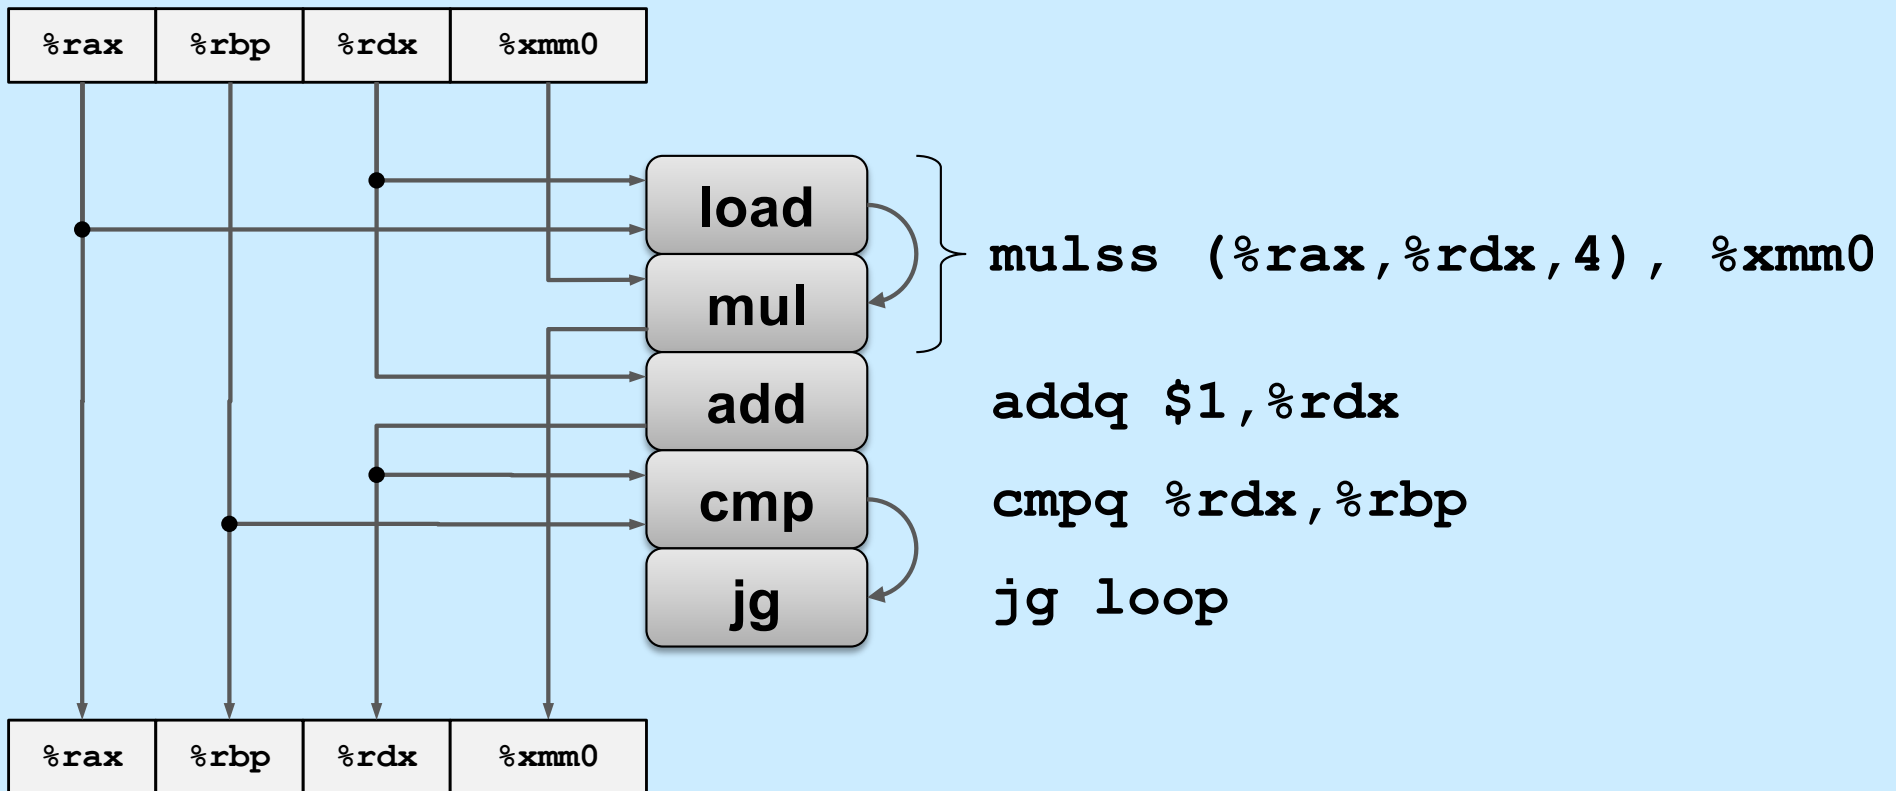 %rax %rbp %rdx %xmm0
load
mulss (%rax,%rdx,4), %xmm0
mul
add addq $1,%rdx
cmp cmpq %rdx,%rbp
jg jg loop
%rax %rbp %rdx %xmm0